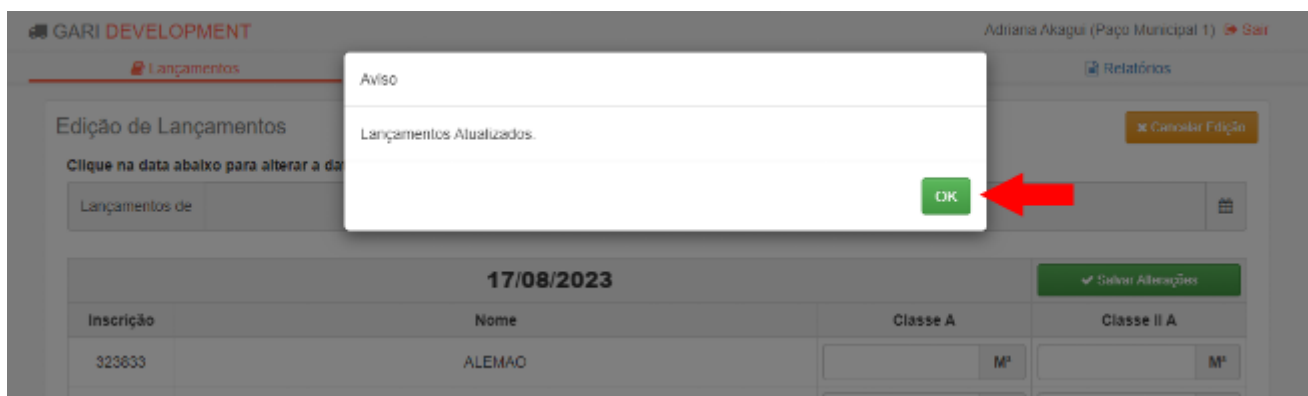 GARI DEVELOPMENT
Adriana Akagui (Paço Municipal 1) Sair
Lançamentos
Relatórios
Aviso
Edição de Lançamentos
Cancelar Edição
Lançamentos Atualizados.
Clique na data abaixo para alterar a da
Lançamentos de
OK
17/08/2023
Salvar Alterações
Inscrição Nome Classe A Classe II A
323833 ALEMAO M³ M³